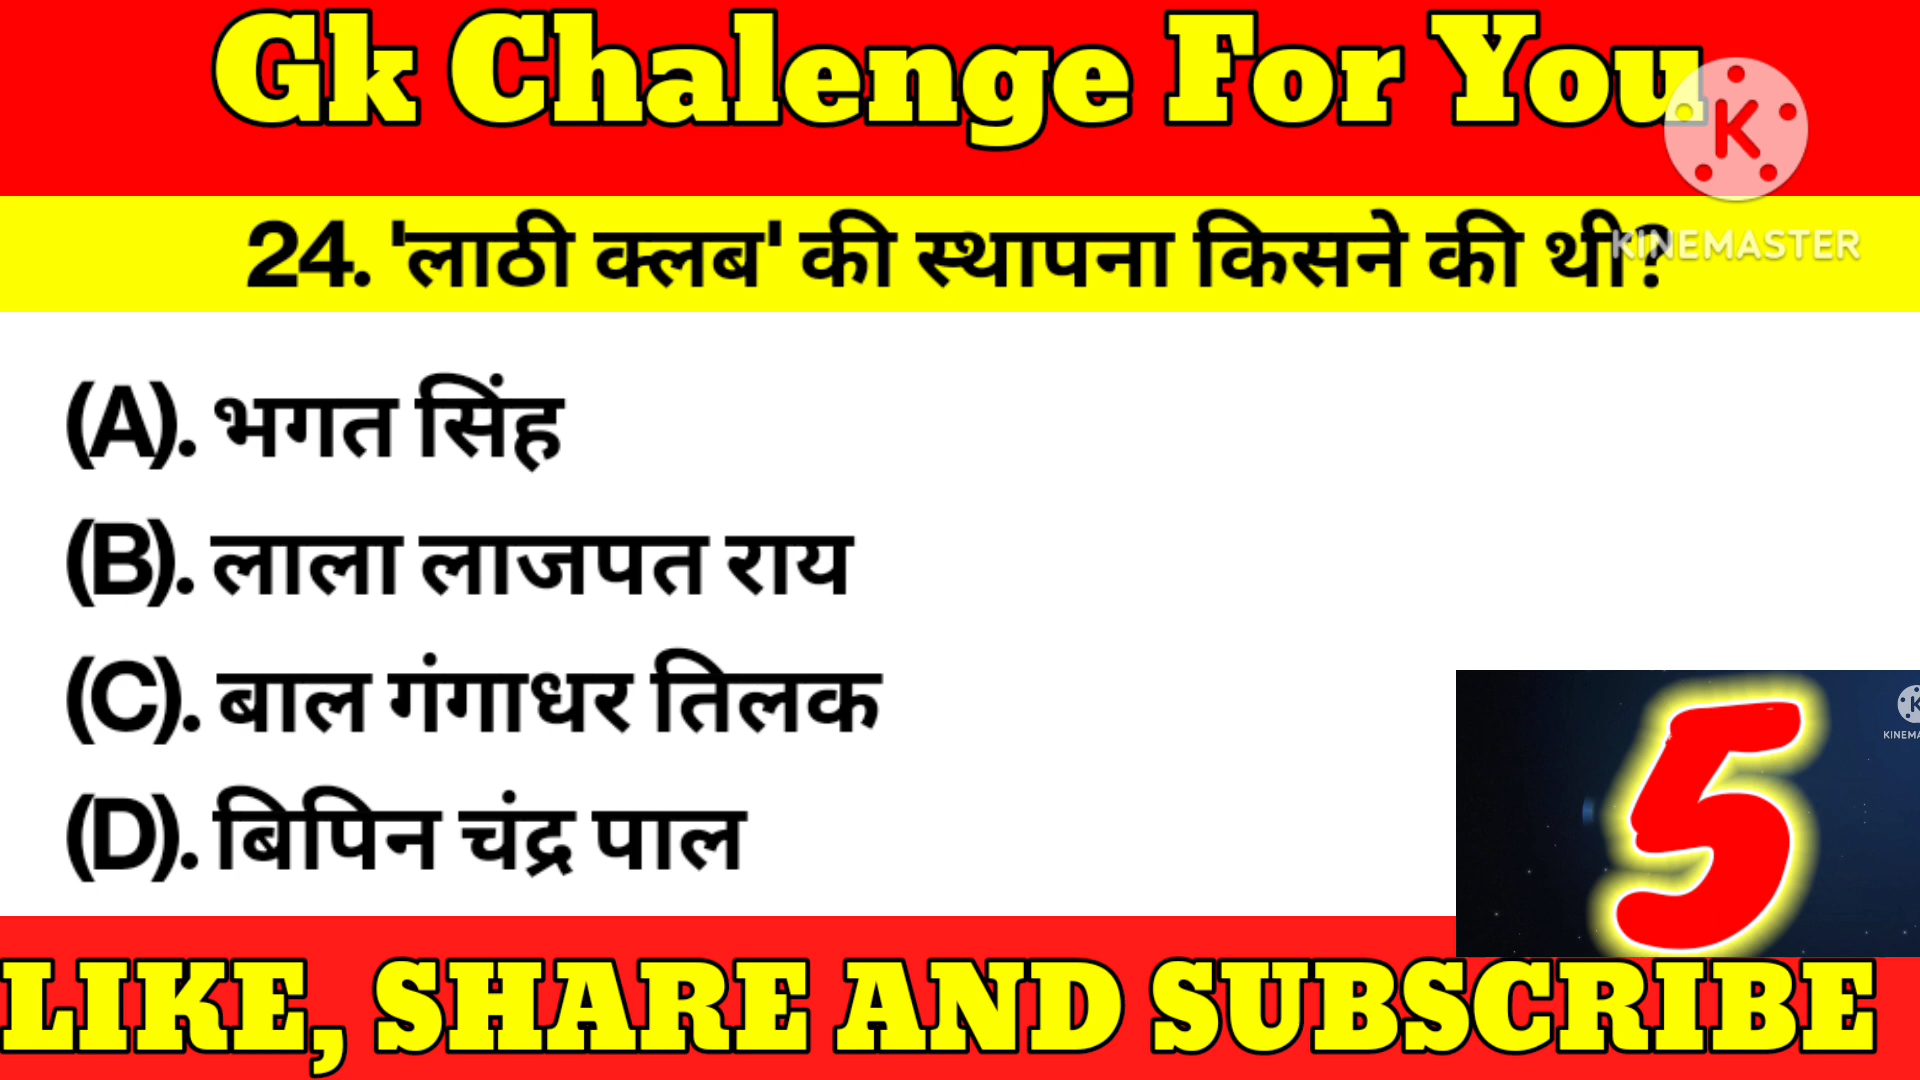 Gk Chalenge For You
KINEMASTER
24. 'लाठी क्लब' की स्थापना किसने की थी?
(A). भगत सिंह
(B). लाला लाजपत राय
(C). बाल गंगाधर तिलक
(D). बिपिन चंद्र पाल
5
LIKE, SHARE AND SUBSCRIBE